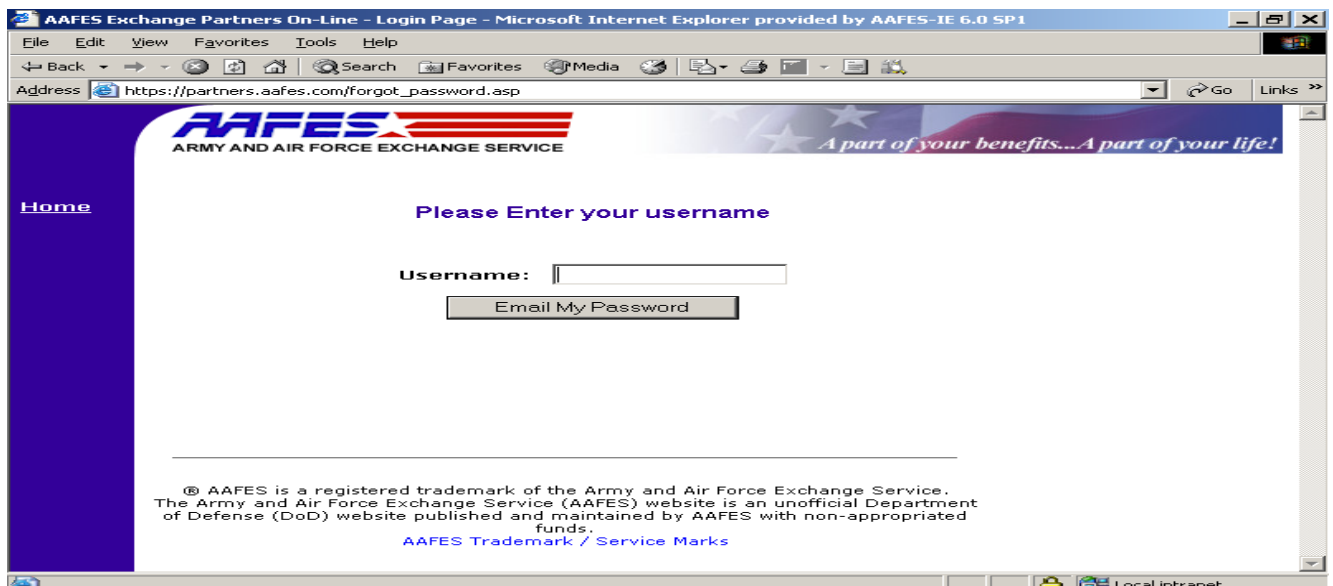 AAFES Exchange Partners On-Line - Login Page - Microsoft Internet Explorer provided by AAFES-IE 6.0 SP1
File Edit View Favorites Tools Help
Back Search Favorites Media
Address https://partners.aafes.com/forgot_password.asp Go Links »
AAFES
ARMY AND AIR FORCE EXCHANGE SERVICE
A part of your benefits...A part of your life!
Home
Please Enter your username
Username:
Email My Password
® AAFES is a registered trademark of the Army and Air Force Exchange Service.
The Army and Air Force Exchange Service (AAFES) website is an unofficial Department
of Defense (DoD) website published and maintained by AAFES with non-appropriated
funds.
AAFES Trademark / Service Marks
Local intranet